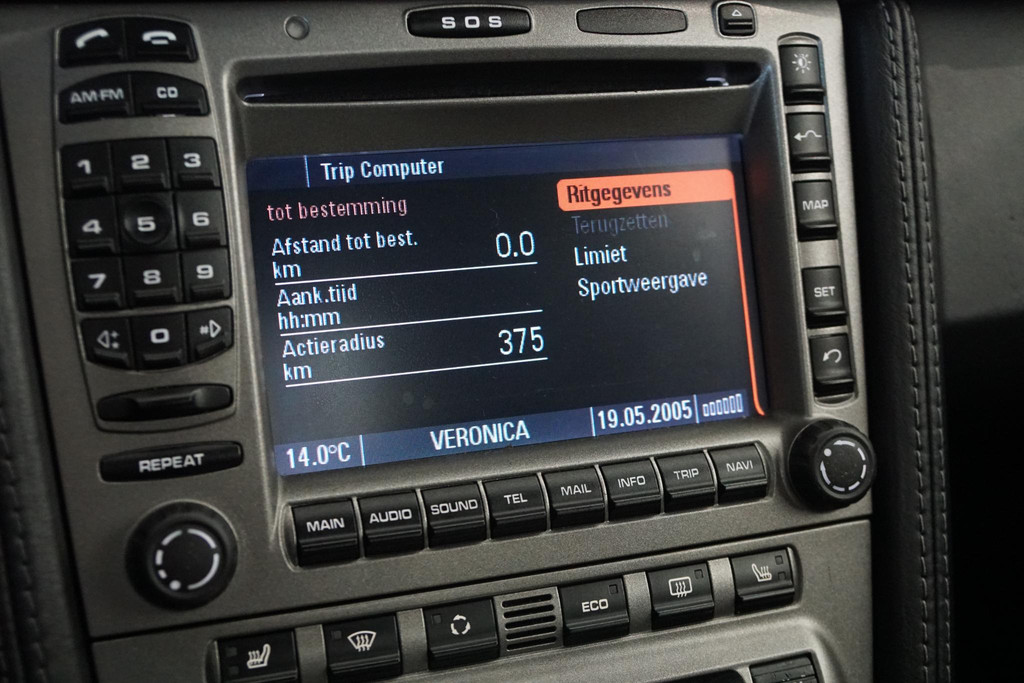 SOS
AM·FM CD
1 2 3
4 5 6
7 8 9
0
REPEAT
Trip Computer
tot bestemming
Afstand tot best.
km 0.0
Aank.tijd
hh:mm
Actieradius
km 375
Ritgegevens
Terugzetten
Limiet
Sportweergave
14.0°C VERONICA 19.05.2005
MAP
SET
MAIN AUDIO SOUND TEL MAIL INFO TRIP NAVI
ECO